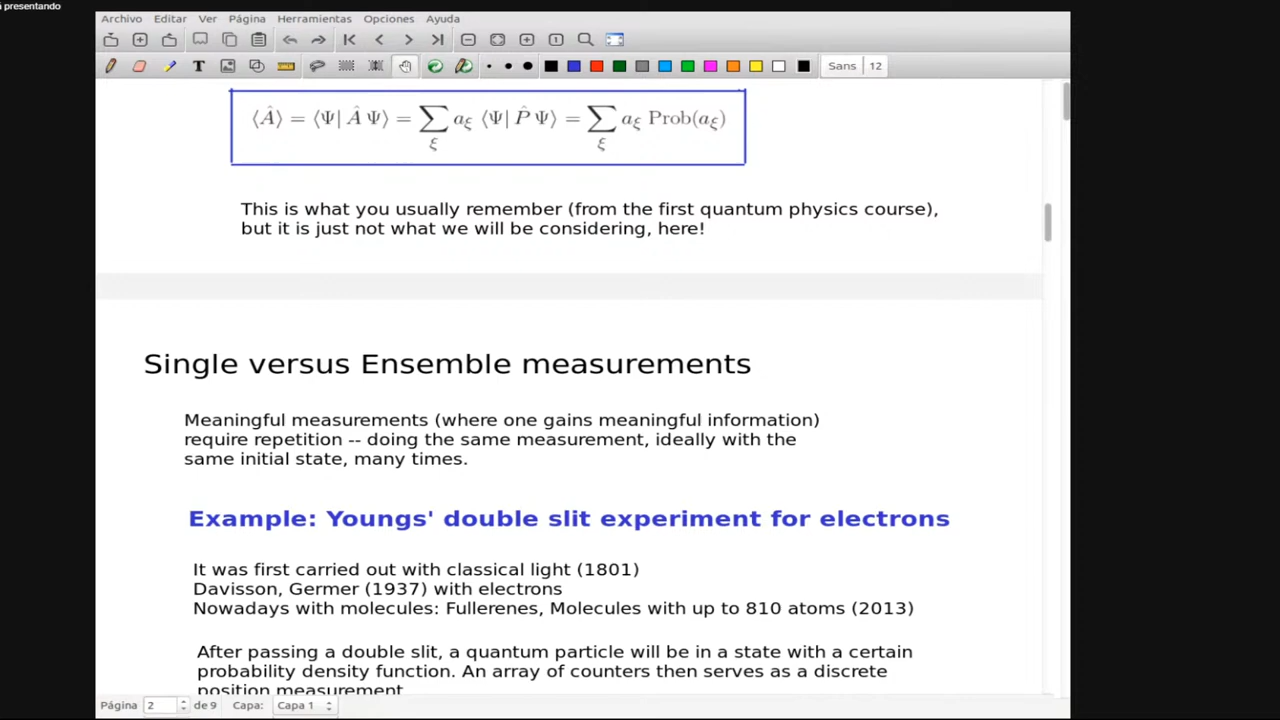 á presentando
Archivo Editar Ver Página Herramientas Opciones Ayuda
Sans 12
⟨Â⟩ = ⟨Ψ| Â Ψ⟩ = ∑_ξ a_ξ ⟨Ψ| P̂ Ψ⟩ = ∑_ξ a_ξ Prob(a_ξ)
This is what you usually remember (from the first quantum physics course),
but it is just not what we will be considering, here!
Single versus Ensemble measurements
Meaningful measurements (where one gains meaningful information)
require repetition -- doing the same measurement, ideally with the
same initial state, many times.
Example: Youngs' double slit experiment for electrons
It was first carried out with classical light (1801)
Davisson, Germer (1937) with electrons
Nowadays with molecules: Fullerenes, Molecules with up to 810 atoms (2013)
After passing a double slit, a quantum particle will be in a state with a certain
probability density function. An array of counters then serves as a discrete
position measurement
Página 2 de 9 Capa: Capa 1